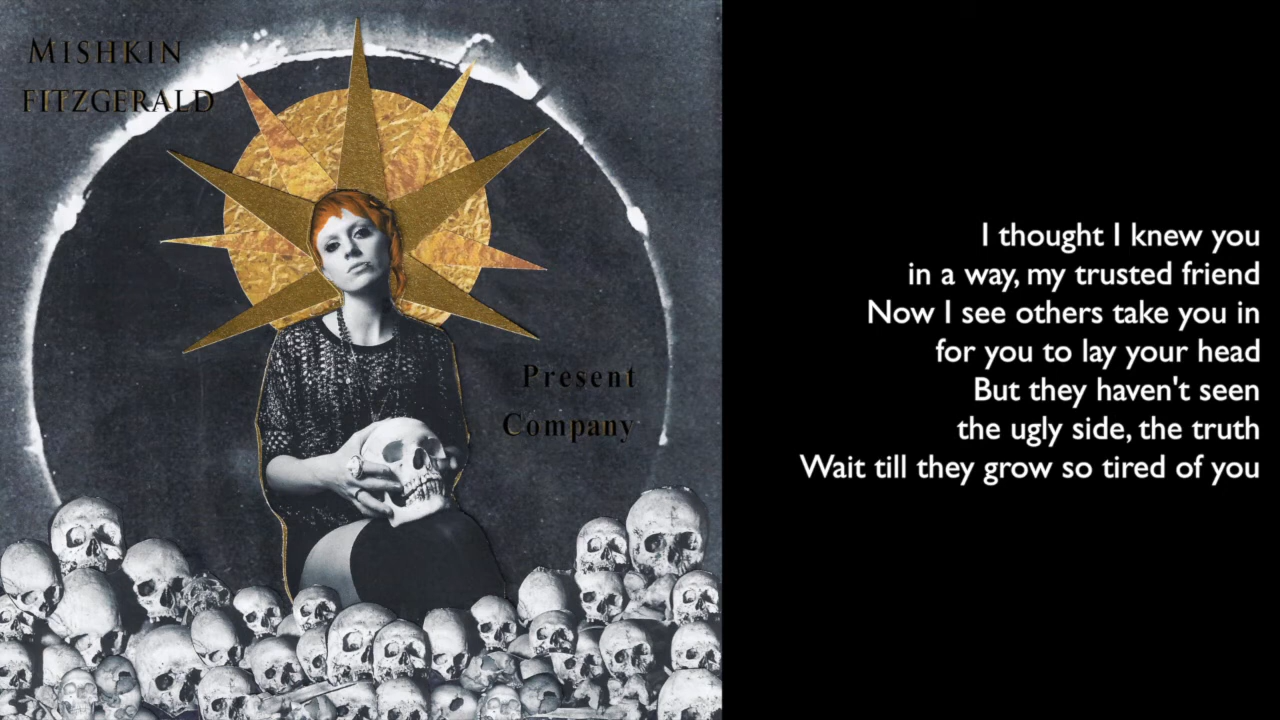 MISHKIN
FITZGERALD
Present
Company
I thought I knew you
in a way, my trusted friend
Now I see others take you in
for you to lay your head
But they haven't seen
the ugly side, the truth
Wait till they grow so tired of you